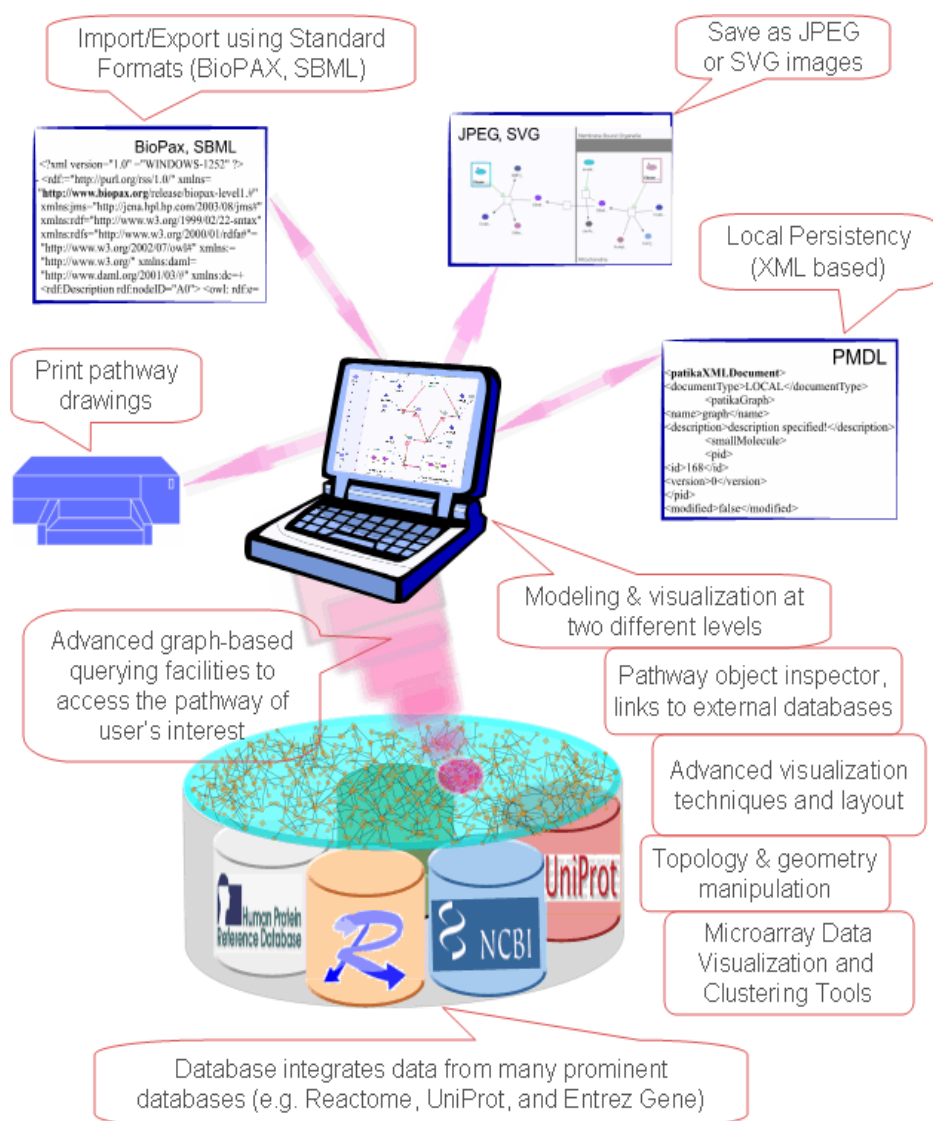 Import/Export using Standard
Formats (BioPAX, SBML)
Save as JPEG
or SVG images
BioPax, SBML
<?xml version="1.0" ="WINDOWS-1252" ?>
<rdf:="http://purl.org/rss/1.0/" xmlns=
"http://www.biopax.org/release/biopax-level1.#"
xmlns:jms="http://jena.hpl.hp.com/2003/08/jms#"
xmlns:rdf="http://www.w3.org/1999/02/22-sntax"
xmlns:rdfs="http://www.w3.org/2000/01/rdfa#"=
"http://www.w3.org/2002/07/owl#" xmlns:=
"http://www.w3.org/" xmlns:daml=
"http://www.daml.org/2001/03/#" xmlns:dc=+
<rdf:Description rdf:nodeID="A0"> <owl: rdf:e=
JPEG, SVG
Membrane Bound Organelle
Mitochondria
Local Persistency
(XML based)
PMDL
<patikaXMLDocument>
<documentType>LOCAL</documentType>
<patikaGraph>
<name>graph</name>
<description>description specified!</description>
<smallMolecule>
<pid>
<id>168</id>
<version>0</version>
</pid>
<modified>false</modified>
Print pathway
drawings
Modeling & visualization at
two different levels
Advanced graph-based
querying facilities to
access the pathway of
user's interest
Pathway object inspector,
links to external databases
Advanced visualization
techniques and layout
Topology & geometry
manipulation
Microarray Data
Visualization and
Clustering Tools
Human Protein
Reference Database
R
NCBI
UniProt
Database integrates data from many prominent
databases (e.g. Reactome, UniProt, and Entrez Gene)